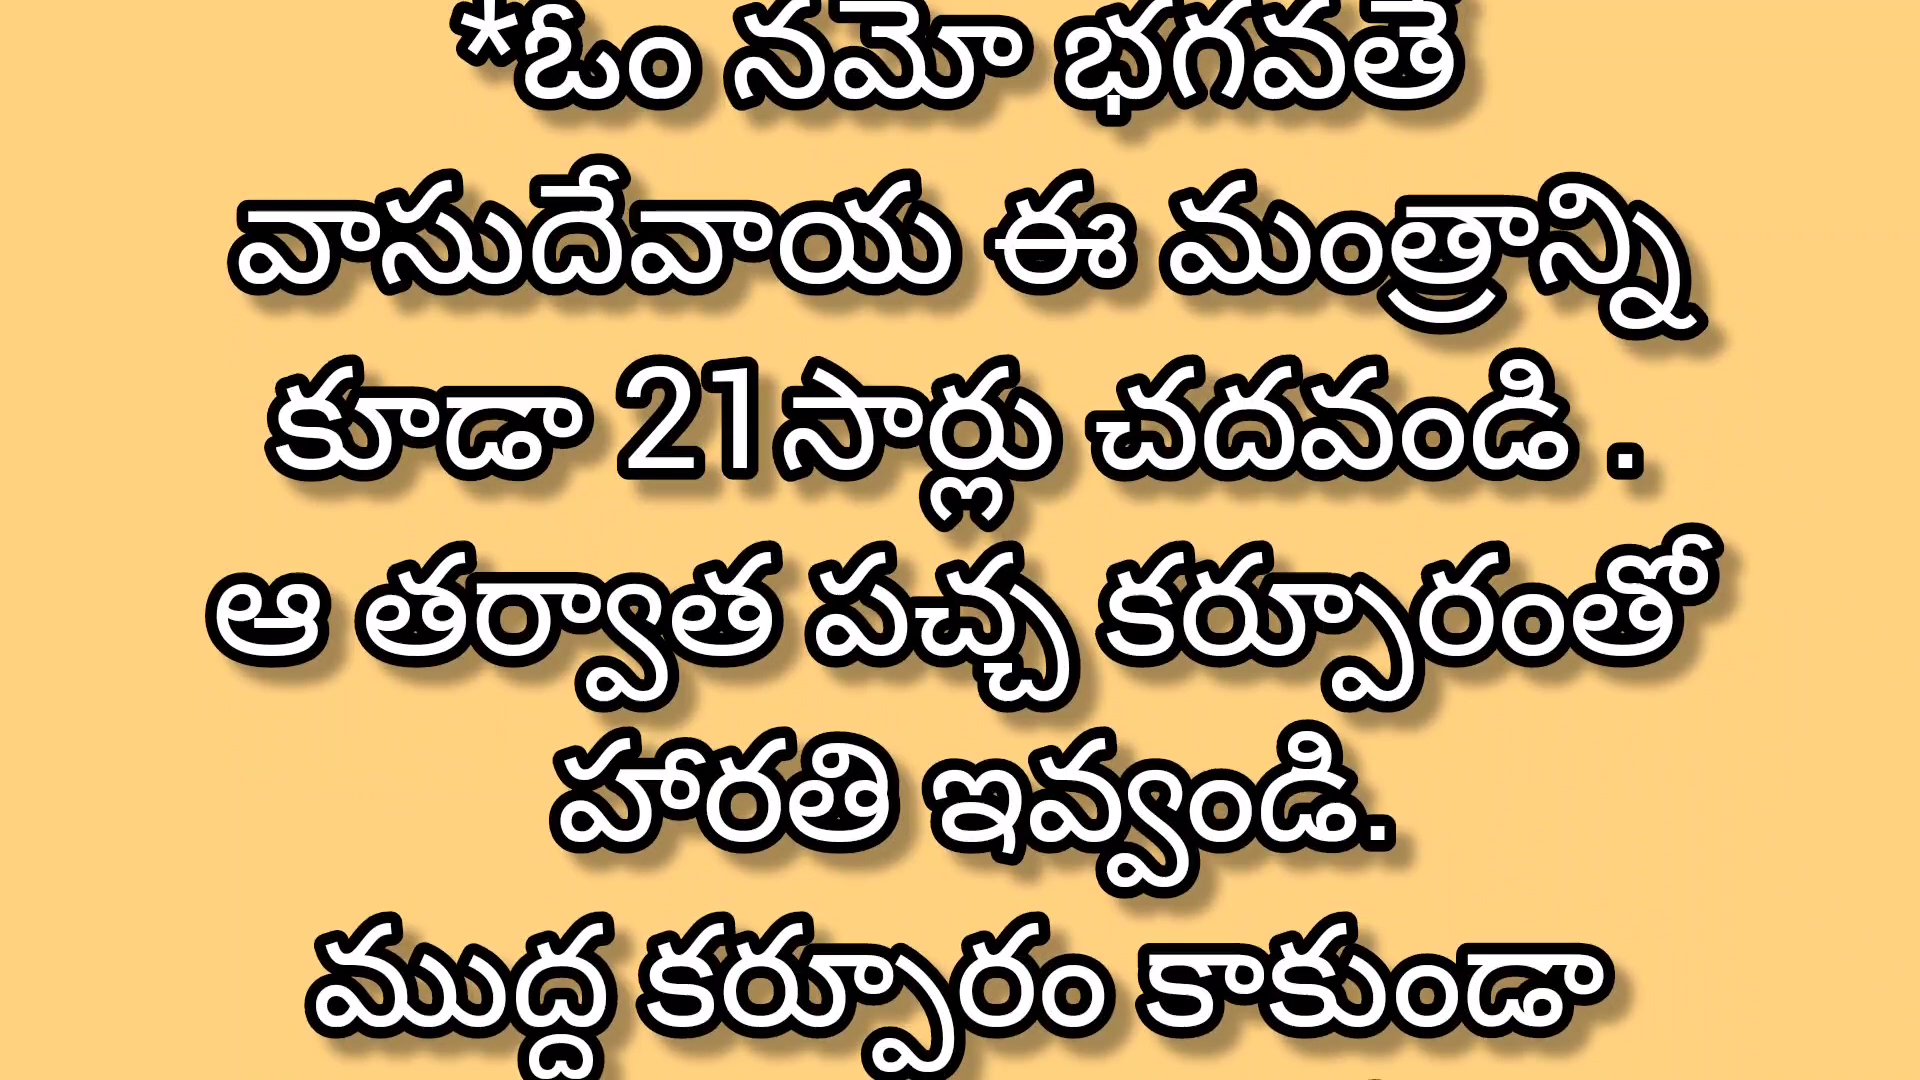 *ఓం నమో భగవతే
వాసుదేవాయ ఈ మంత్రాన్ని
కూడా 21సార్లు చదవండి .
ఆ తర్వాత పచ్చ కర్పూరంతో
హారతి ఇవ్వండి.
ముద్ద కర్పూరం కాకుండా